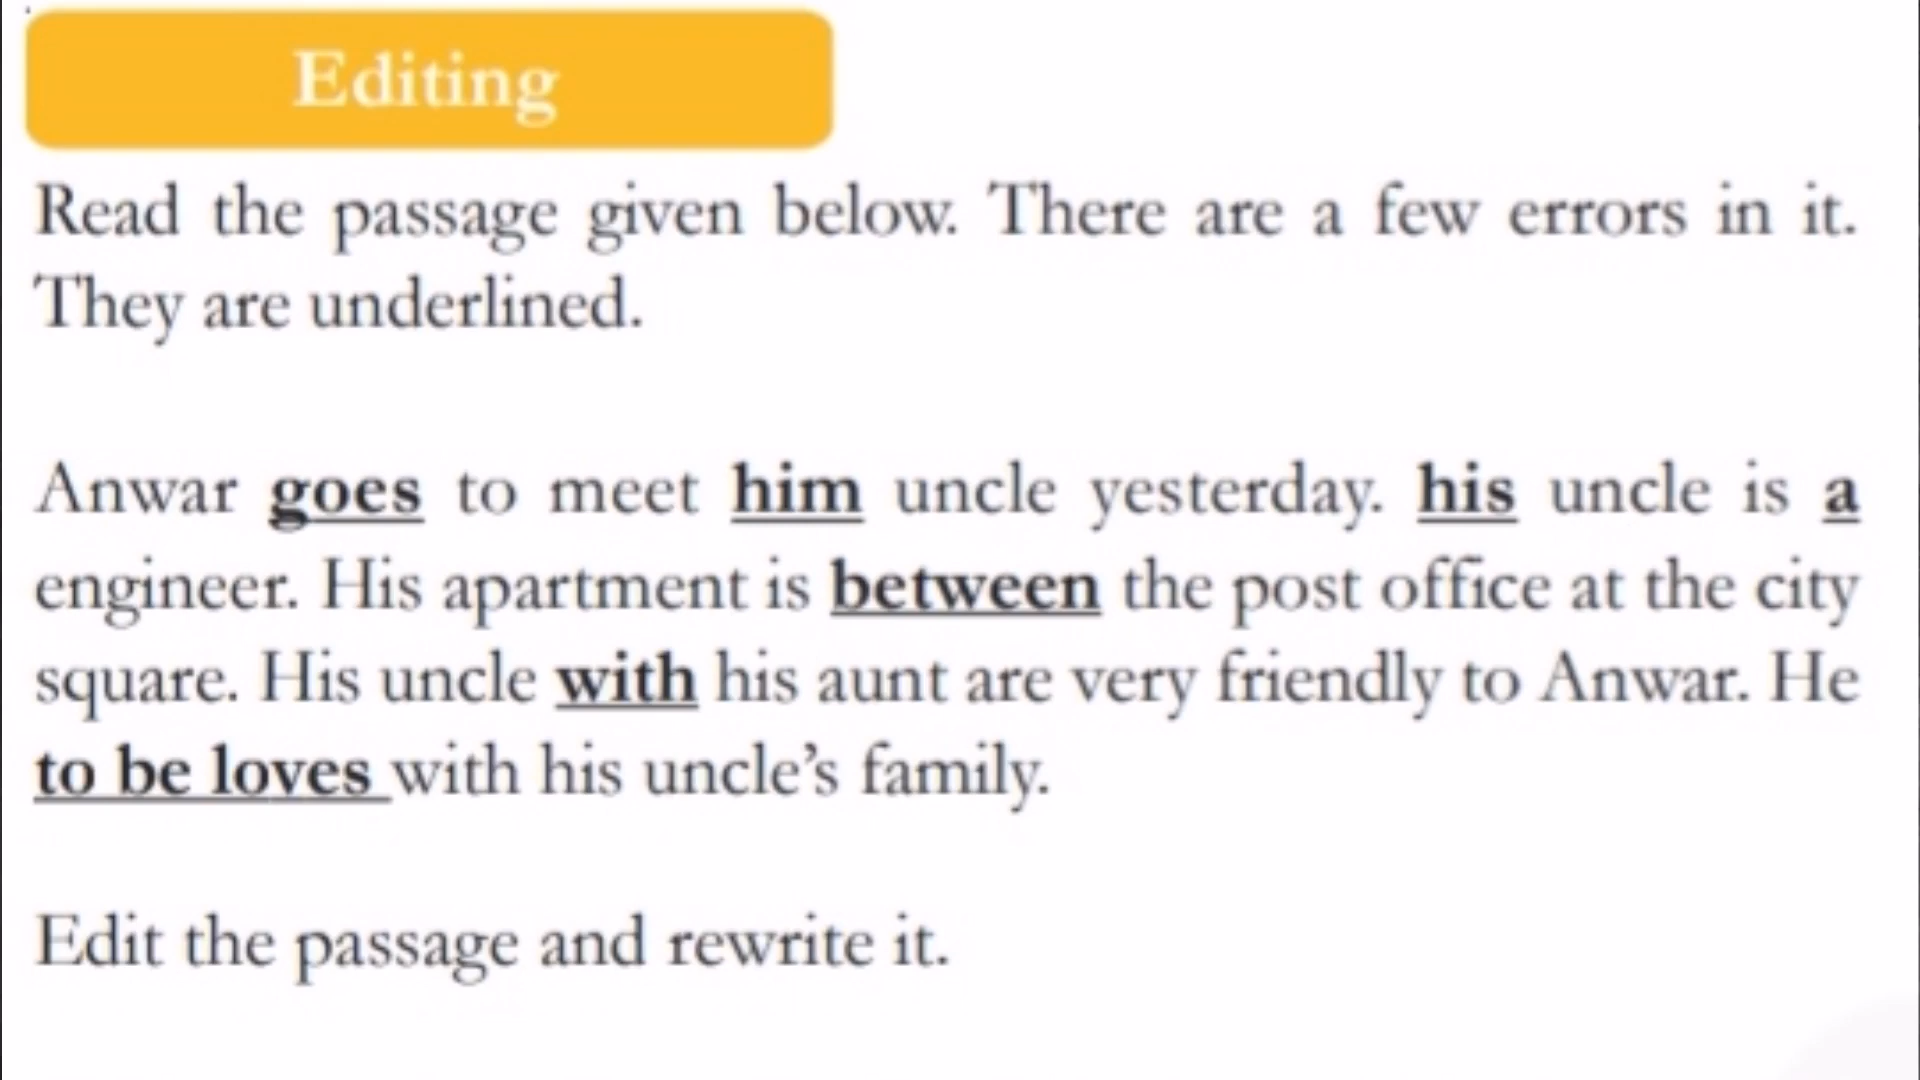 Editing
Read the passage given below. There are a few errors in it.
They are underlined.
Anwar goes to meet him uncle yesterday. his uncle is a
engineer. His apartment is between the post office at the city
square. His uncle with his aunt are very friendly to Anwar. He
to be loves with his uncle’s family.
Edit the passage and rewrite it.